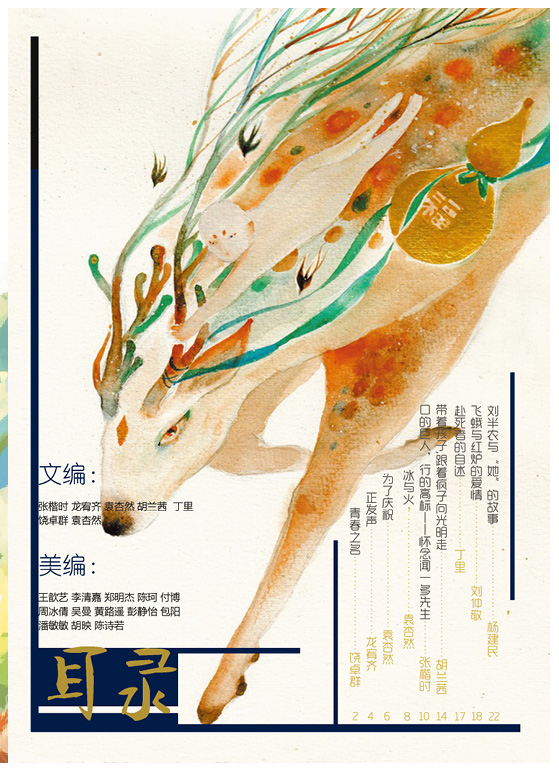 文编：
张楷时 龙宥齐 袁杏然 胡兰茜 丁里
饶卓群 袁杏然
美编：
王歆艺 李清嘉 郑明杰 陈珂 付博
周冰倩 吴曼 黄路遥 彭静怡 包阳
潘敏敏 胡映 陈诗若
目录
青春之名 饶卓群 2
正友声 龙宥齐 4
为了庆祝 袁杏然 6
冰与火 袁杏然 8
口的巨人，行的高标——怀念闻一多先生 张楷时 10
带着孩子跟着疯子向光明走 胡兰茜 14
赴死者的自述 丁里 17
飞蛾与红炉的爱情 刘仲敬 18
刘半农与“她”的故事 杨建民 22